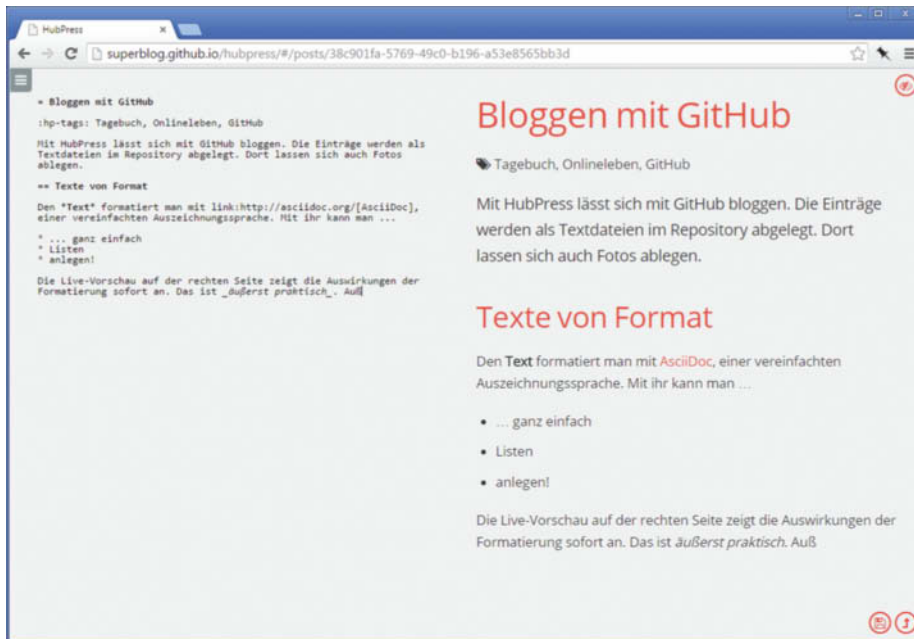 HubPress
superblog.github.io/hubpress/#/posts/38c901fa-5769-49c0-b196-a53e8565bb3d
= Bloggen mit GitHub
:hp-tags: Tagebuch, Onlineleben, GitHub
Mit HubPress lässt sich mit GitHub bloggen. Die Einträge werden als
Textdateien im Repository abgelegt. Dort lassen sich auch Fotos
ablegen.
== Texte von Format
Den *Text* formatiert man mit link:http://asciidoc.org/[AsciiDoc],
einer vereinfachten Auszeichnungssprache. Mit ihr kann man ...
* ... ganz einfach
* Listen
* anlegen!
Die Live-Vorschau auf der rechten Seite zeigt die Auswirkungen der
Formatierung sofort an. Das ist _äußerst praktisch_. Auß
Bloggen mit GitHub
Tagebuch, Onlineleben, GitHub
Mit HubPress lässt sich mit GitHub bloggen. Die Einträge
werden als Textdateien im Repository abgelegt. Dort
lassen sich auch Fotos ablegen.
Texte von Format
Den Text formatiert man mit AsciiDoc, einer vereinfachten
Auszeichnungssprache. Mit ihr kann man …
• … ganz einfach
• Listen
• anlegen!
Die Live-Vorschau auf der rechten Seite zeigt die Auswirkungen der
Formatierung sofort an. Das ist äußerst praktisch. Auß